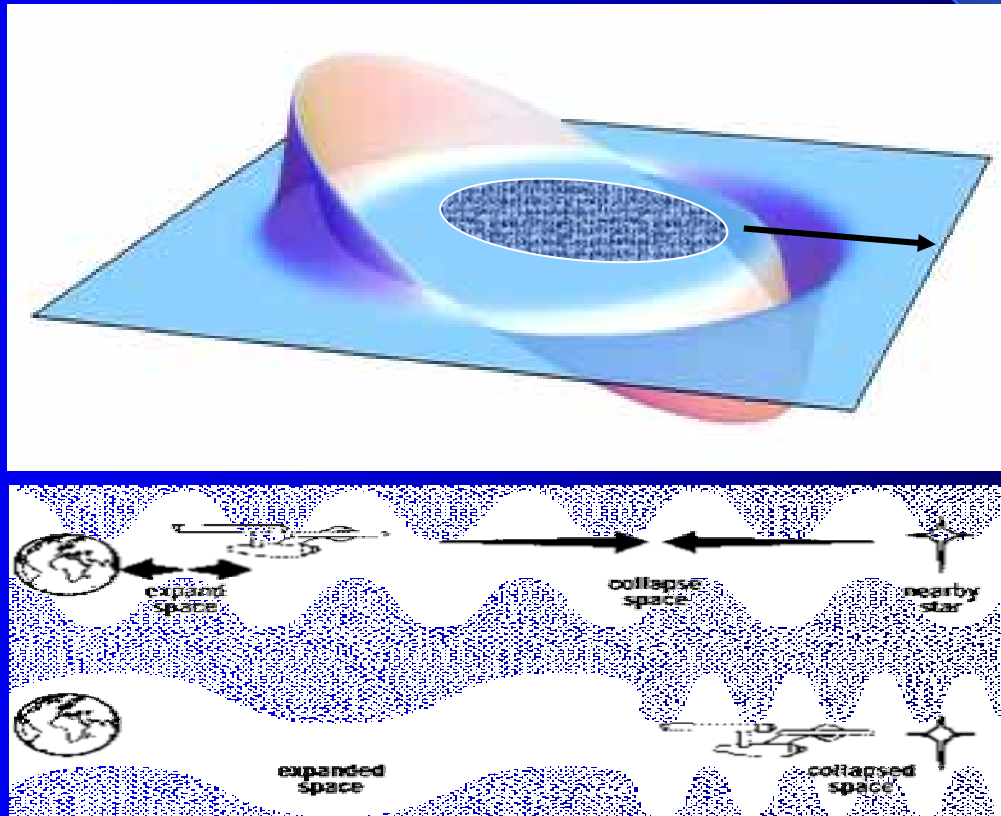 expand
space
collapse
space
nearby
star
expanded
space
collapsed
space